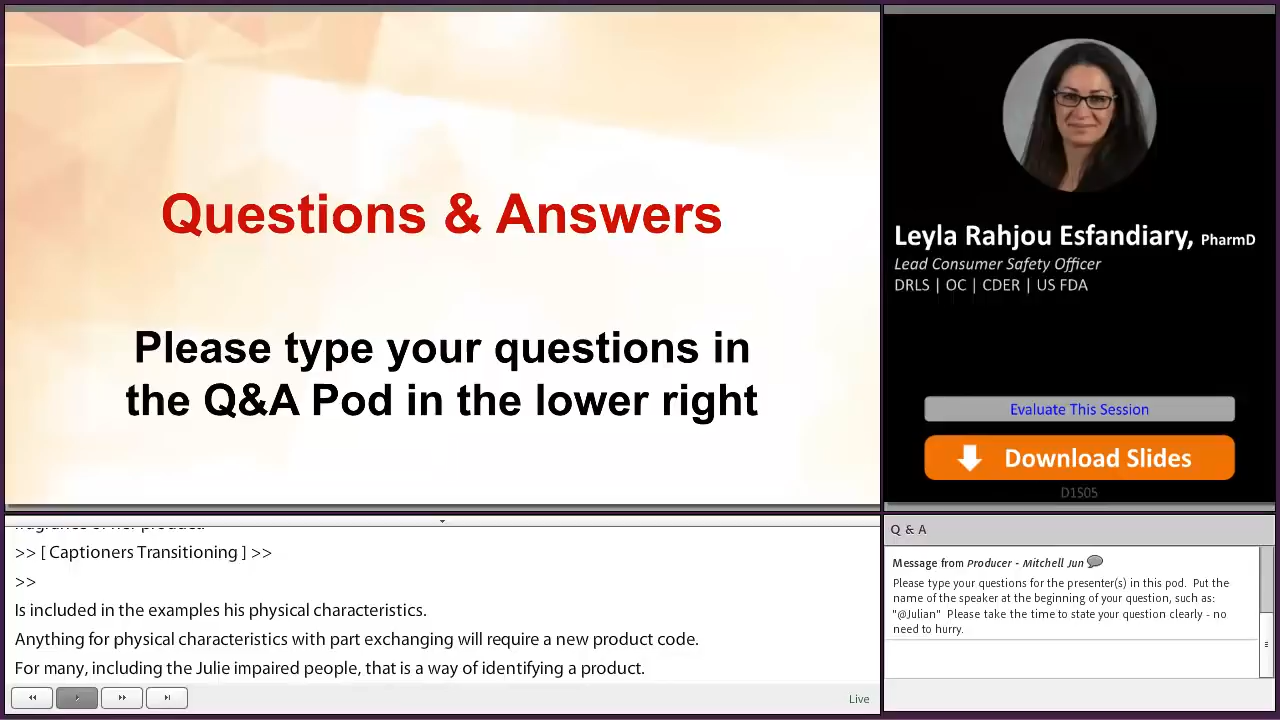 Questions & Answers
Please type your questions in
the Q&A Pod in the lower right
Leyla Rahjou Esfandiary, PharmD
Lead Consumer Safety Officer
DRLS | OC | CDER | US FDA
Evaluate This Session
Download Slides
D1S05
fragrance of her product.
>> [ Captioners Transitioning ] >>
>>
Is included in the examples his physical characteristics.
Anything for physical characteristics with part exchanging will require a new product code.
For many, including the Julie impaired people, that is a way of identifying a product.
Live
Q & A
Message from Producer - Mitchell Jun
Please type your questions for the presenter(s) in this pod. Put the
name of the speaker at the beginning of your question, such as:
"@Julian" Please take the time to state your question clearly - no
need to hurry.